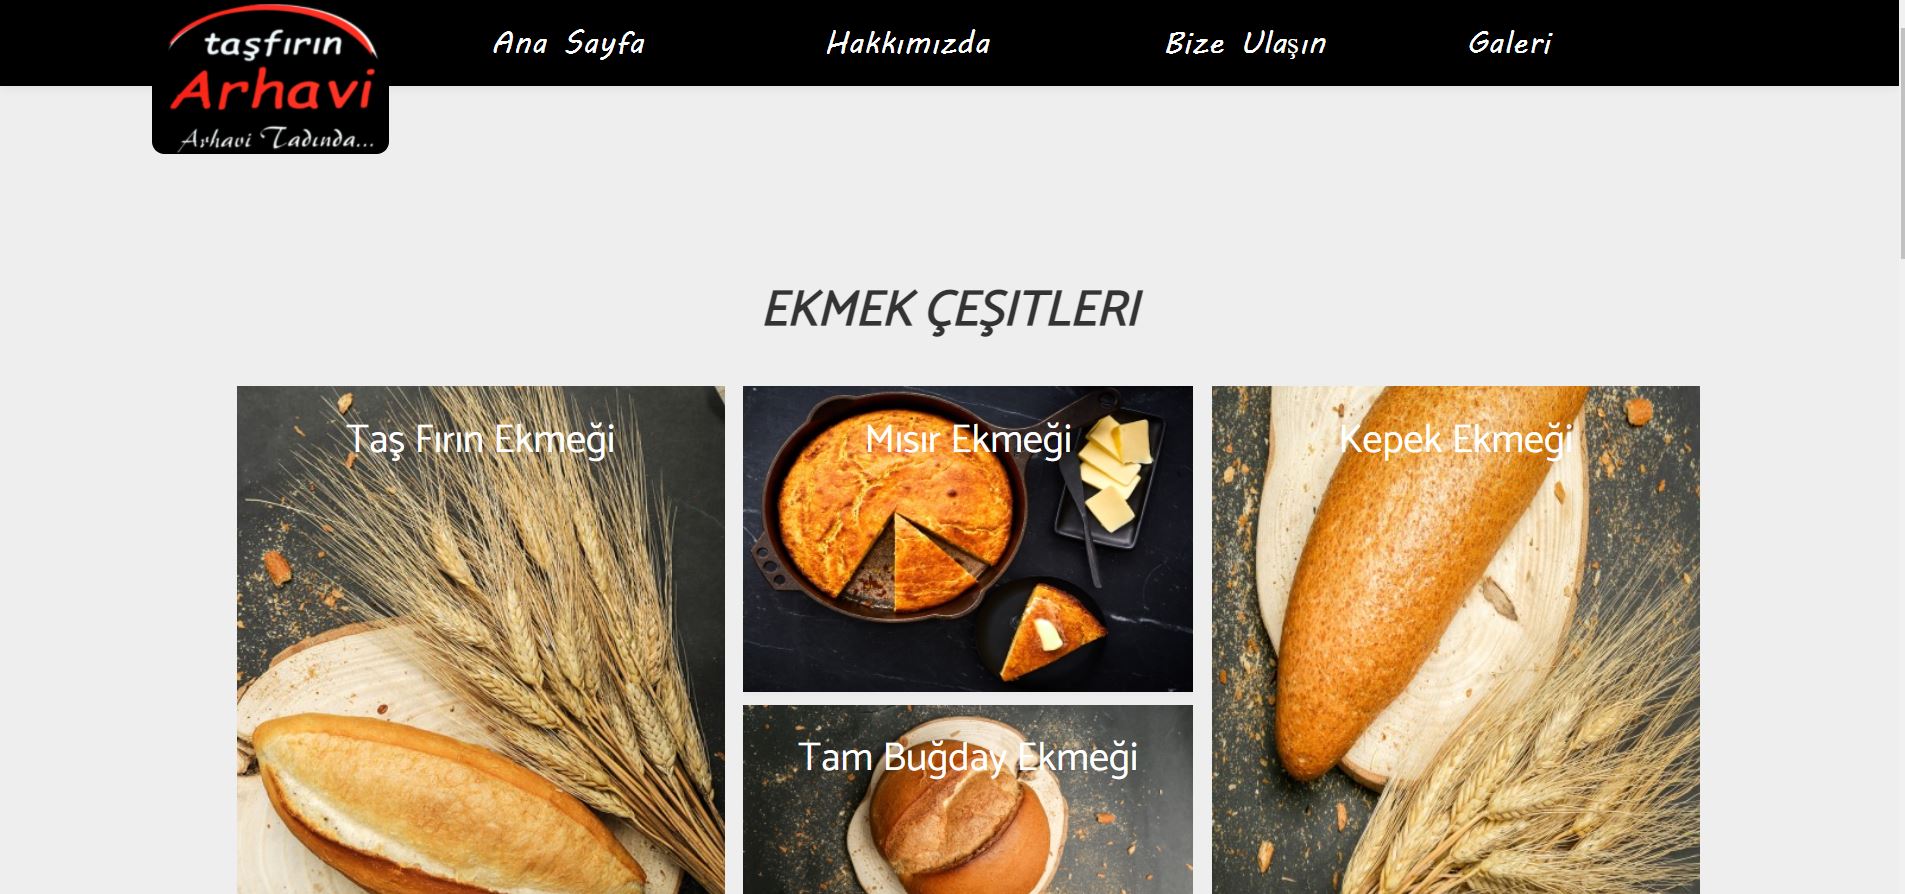 taşfırın
Arhavi
Arhavi Tadında...
Ana Sayfa
Hakkımızda
Bize Ulaşın
Galeri
EKMEK ÇEŞITLERI
Taş Fırın Ekmeği
Mısır Ekmeği
Kepek Ekmeği
Tam Buğday Ekmeği